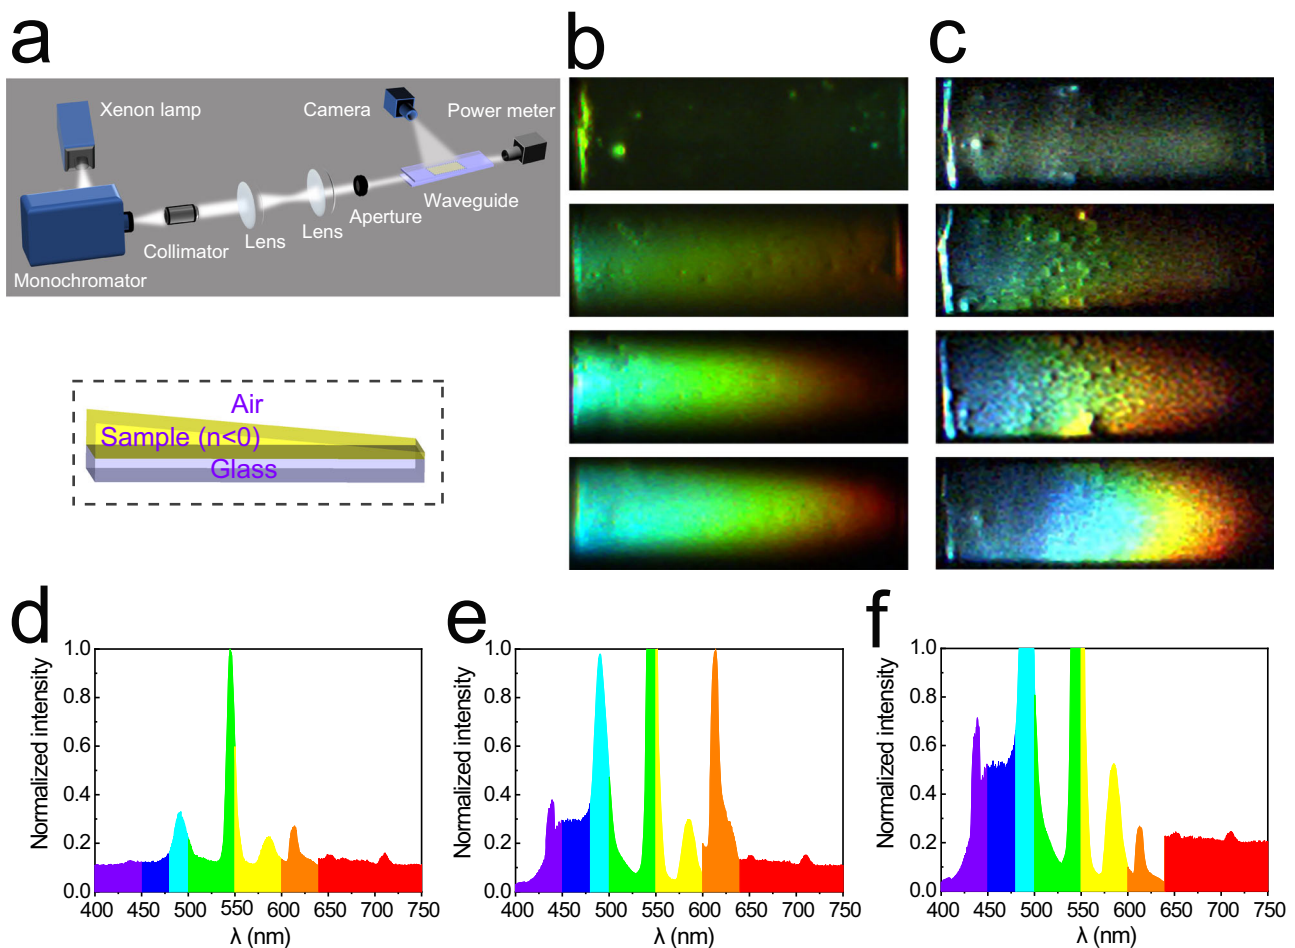 a
b
c
Xenon lamp
Camera
Power meter
Waveguide
Aperture
Lens
Lens
Collimator
Monochromator
Air
Sample (n<0)
Glass
d
e
f
Normalized intensity
1.0
0.8
0.6
0.4
0.2
0.0
400 450 500 550 600 650 700 750
λ (nm)
Normalized intensity
1.0
0.8
0.6
0.4
0.2
0.0
400 450 500 550 600 650 700 750
λ (nm)
Normalized intensity
1.0
0.8
0.6
0.4
0.2
0.0
400 450 500 550 600 650 700 750
λ (nm)